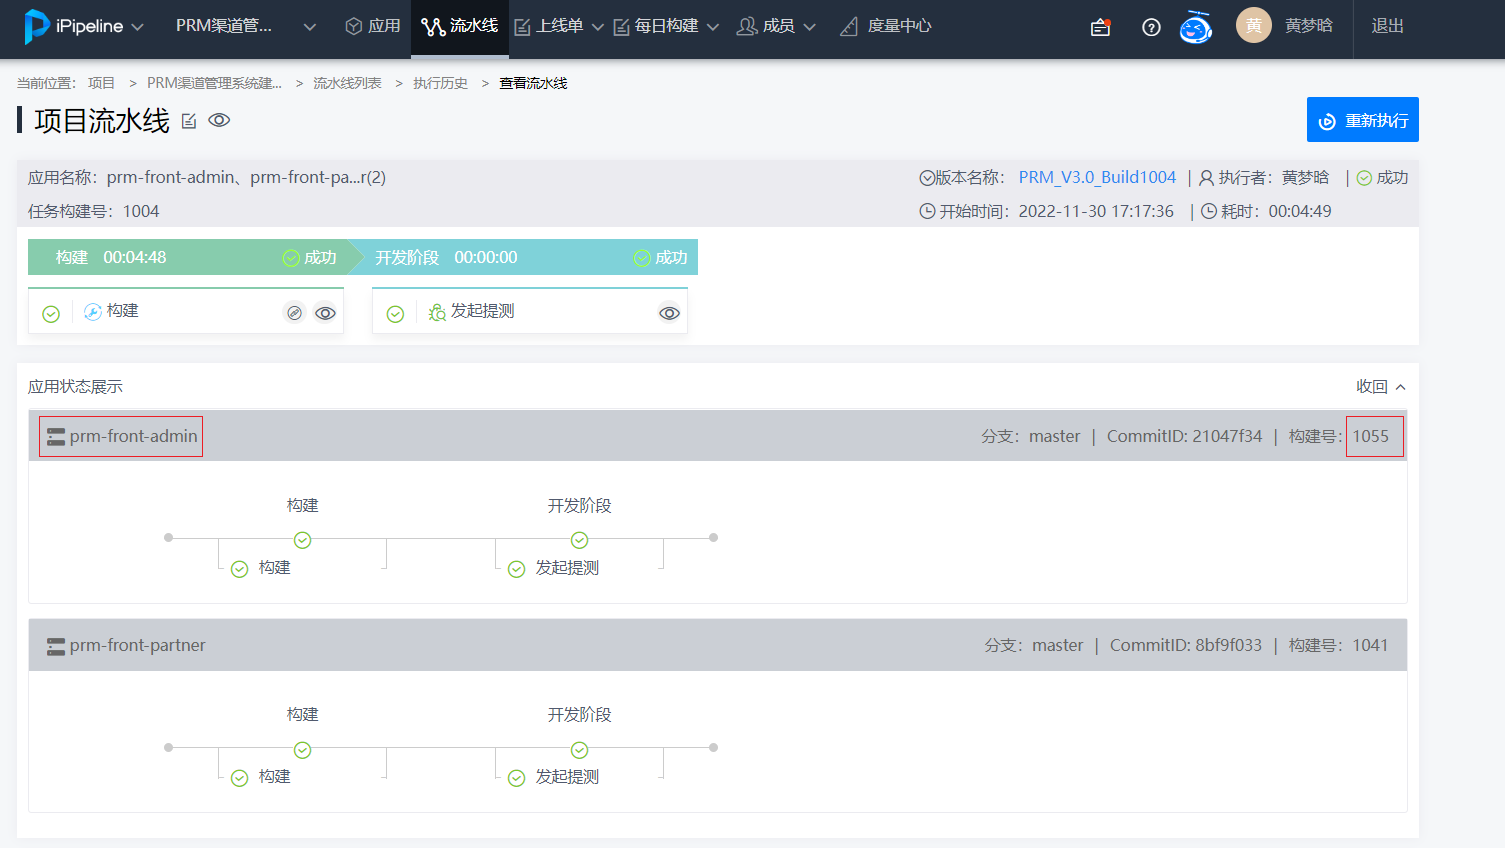 iPipeline PRM渠道管理... 应用 流水线 上线单 每日构建 成员 度量中心 黄 黄梦晗 退出
当前位置： 项目 > PRM渠道管理系统建... > 流水线列表 > 执行历史 > 查看流水线
项目流水线 重新执行
应用名称：prm-front-admin、prm-front-pa...r(2) 版本名称： PRM_V3.0_Build1004 | 执行者：黄梦晗 | 成功
任务构建号：1004 开始时间：2022-11-30 17:17:36 | 耗时：00:04:49
构建 00:04:48 成功 开发阶段 00:00:00 成功
构建 发起提测
应用状态展示 收回
prm-front-admin 分支：master | CommitID: 21047f34 | 构建号：1055
构建 开发阶段
构建 发起提测
prm-front-partner 分支：master | CommitID: 8bf9f033 | 构建号：1041
构建 开发阶段
构建 发起提测